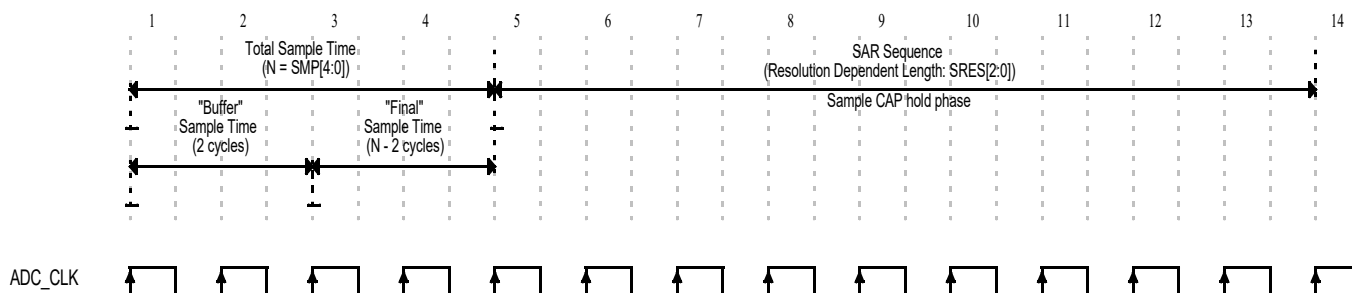 1 2 3 4 5 6 7 8 9 10 11 12 13 14
Total Sample Time
(N = SMP[4:0])
SAR Sequence
(Resolution Dependent Length: SRES[2:0])
"Buffer"
Sample Time
(2 cycles)
"Final"
Sample Time
(N - 2 cycles)
Sample CAP hold phase
ADC_CLK